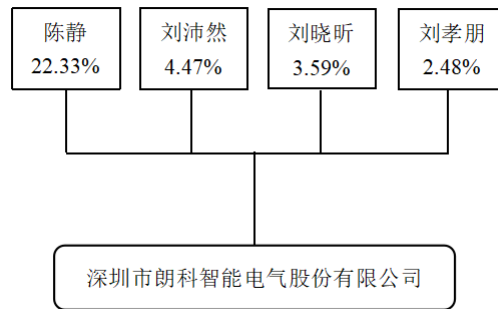 陈静
22.33%
刘沛然
4.47%
刘晓昕
3.59%
刘孝朋
2.48%
深圳市朗科智能电气股份有限公司